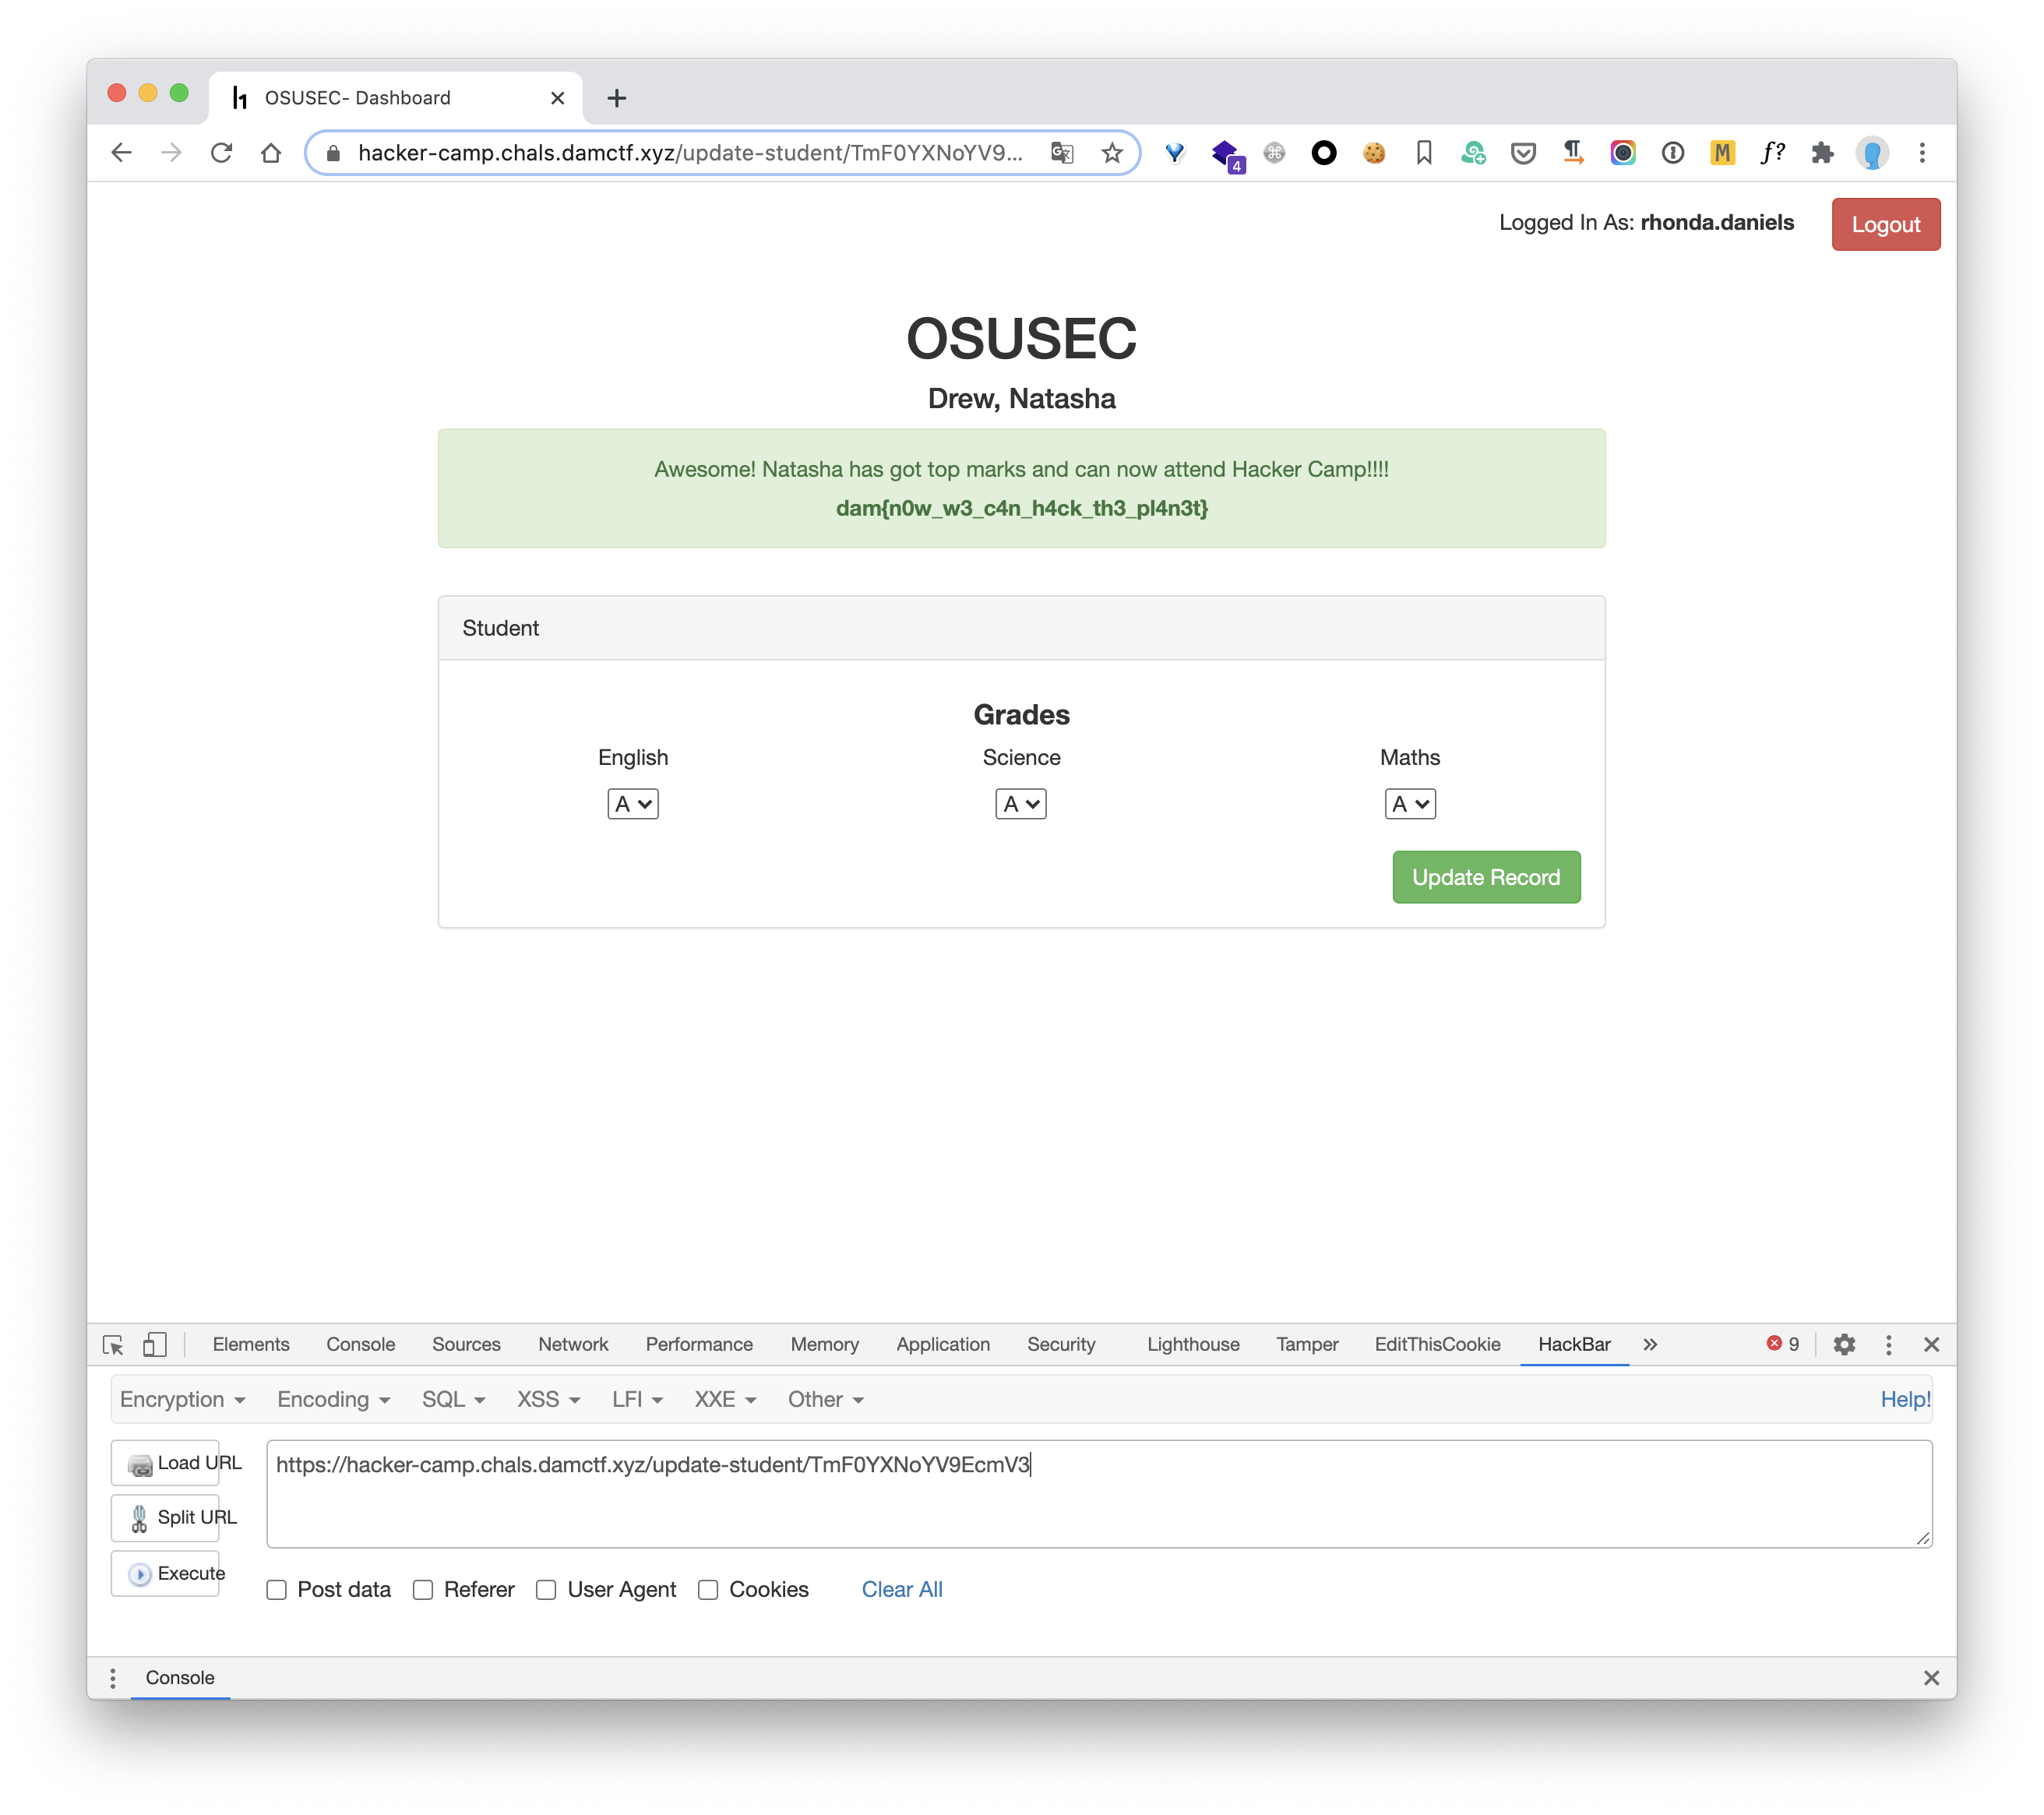 OSUSEC- Dashboard
hacker-camp.chals.damctf.xyz/update-student/TmF0YXNoYV9...
4
M
f?
Logged In As: rhonda.daniels
Logout
OSUSEC
Drew, Natasha
Awesome! Natasha has got top marks and can now attend Hacker Camp!!!!
dam{n0w_w3_c4n_h4ck_th3_pl4n3t}
Student
Grades
English Science Maths
A A A
Update Record
Elements Console Sources Network Performance Memory Application Security Lighthouse Tamper EditThisCookie HackBar 9
Encryption Encoding SQL XSS LFI XXE Other Help!
Load URL https://hacker-camp.chals.damctf.xyz/update-student/TmF0YXNoYV9EcmV3
Split URL
Execute
Post data Referer User Agent Cookies Clear All
Console